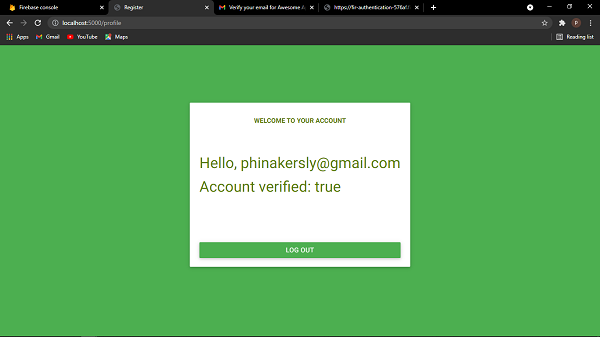 Firebase console
Register
Verify your email for Awesome A
https://fir-authentication-576af.f
localhost:5000/profile
P
Apps
Gmail
YouTube
Maps
Reading list
WELCOME TO YOUR ACCOUNT
Hello, phinakersly@gmail.com
Account verified: true
LOG OUT